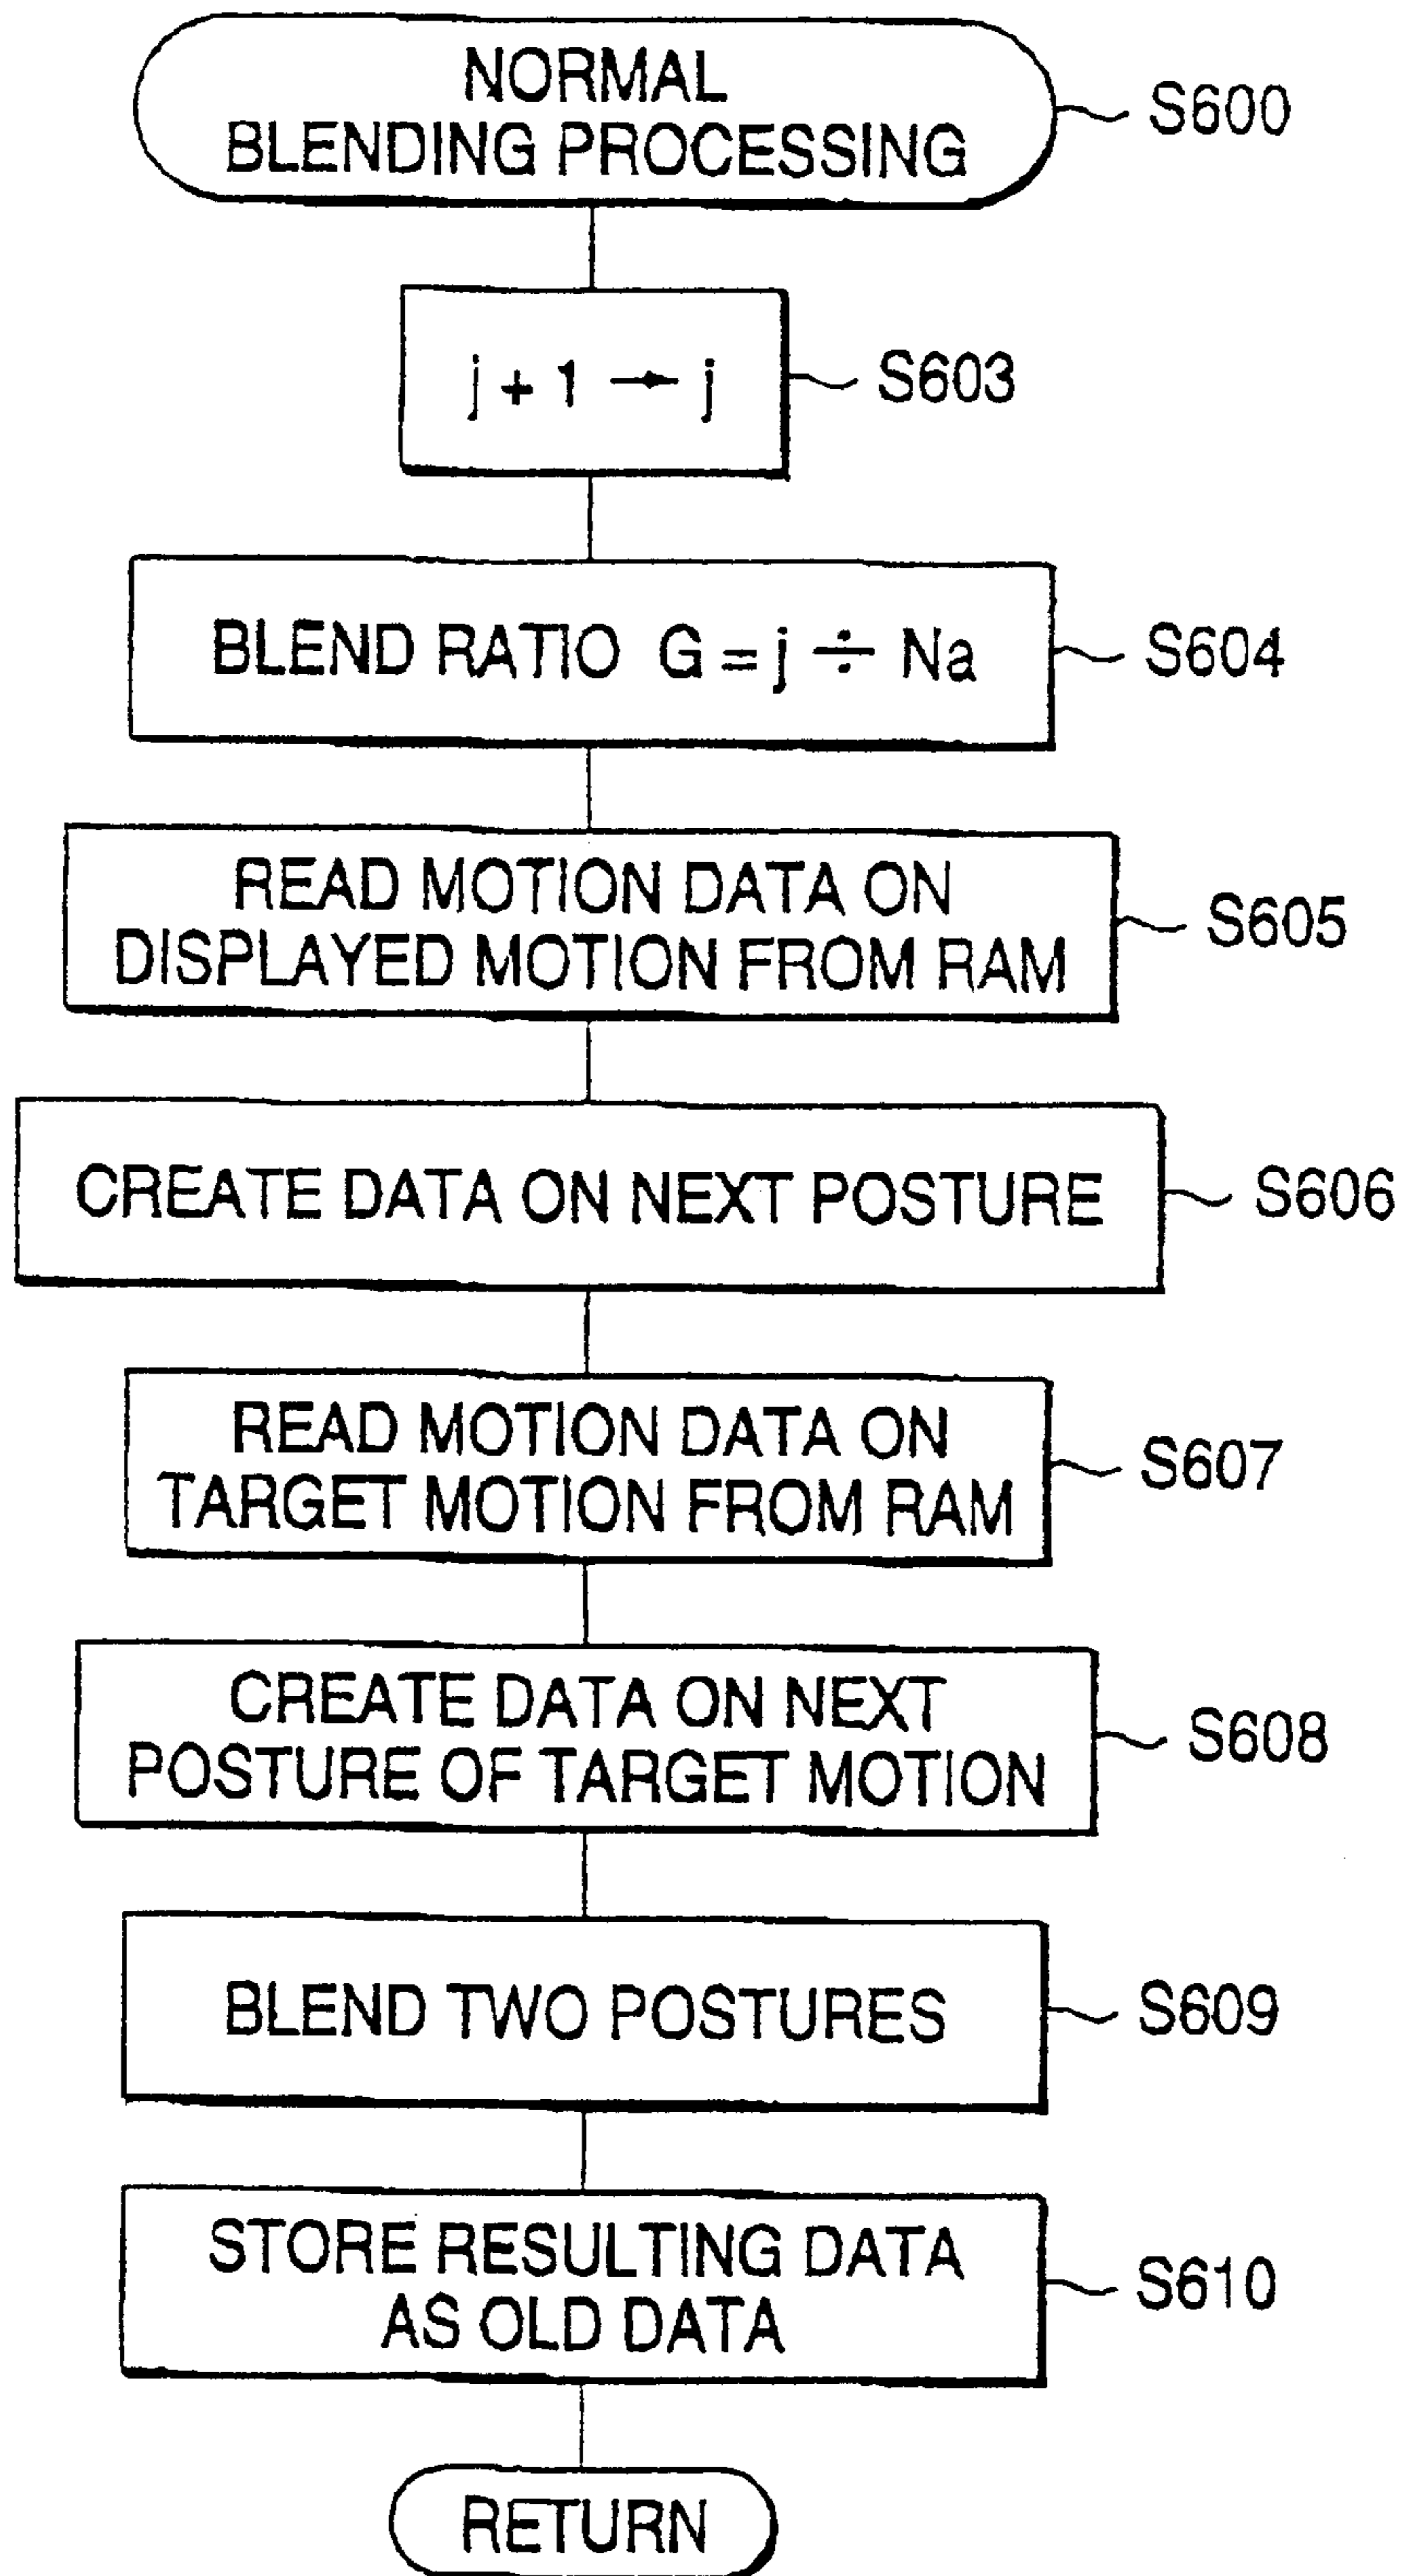 NORMAL
BLENDING PROCESSING
S600
j + 1 → j
S603
BLEND RATIO G = j ÷ Na
S604
READ MOTION DATA ON
DISPLAYED MOTION FROM RAM
S605
CREATE DATA ON NEXT POSTURE
S606
READ MOTION DATA ON
TARGET MOTION FROM RAM
S607
CREATE DATA ON NEXT
POSTURE OF TARGET MOTION
S608
BLEND TWO POSTURES
S609
STORE RESULTING DATA
AS OLD DATA
S610
RETURN